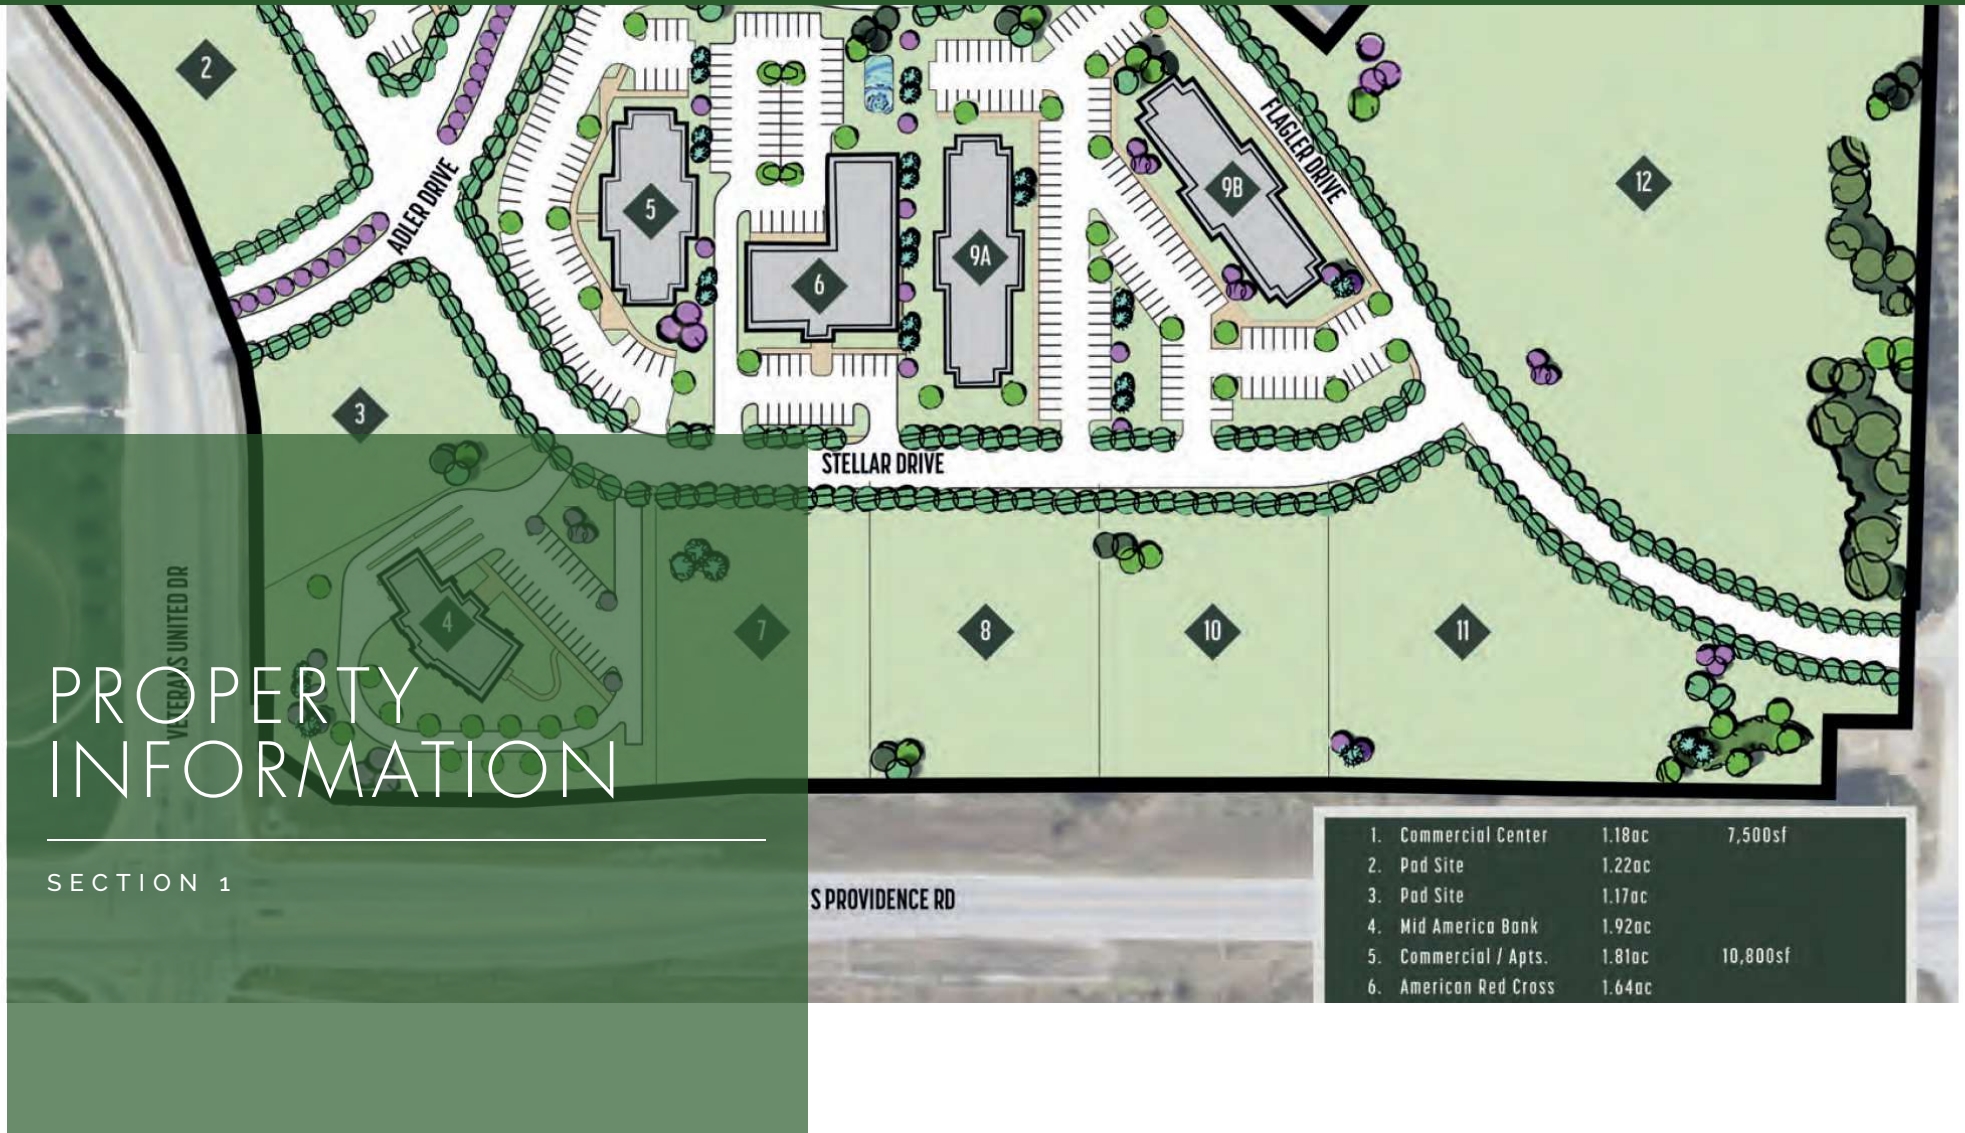 2
ADLER DRIVE
5
6
9A
9B
FLAGLER DRIVE
12
3
STELLAR DRIVE
4
7
8
10
11
VETERANS UNITED DR
PROPERTY
INFORMATION
SECTION 1
S PROVIDENCE RD
1. Commercial Center 1.18ac 7,500sf
2. Pad Site 1.22ac
3. Pad Site 1.17ac
4. Mid America Bank 1.92ac
5. Commercial / Apts. 1.81ac 10,800sf
6. American Red Cross 1.64ac